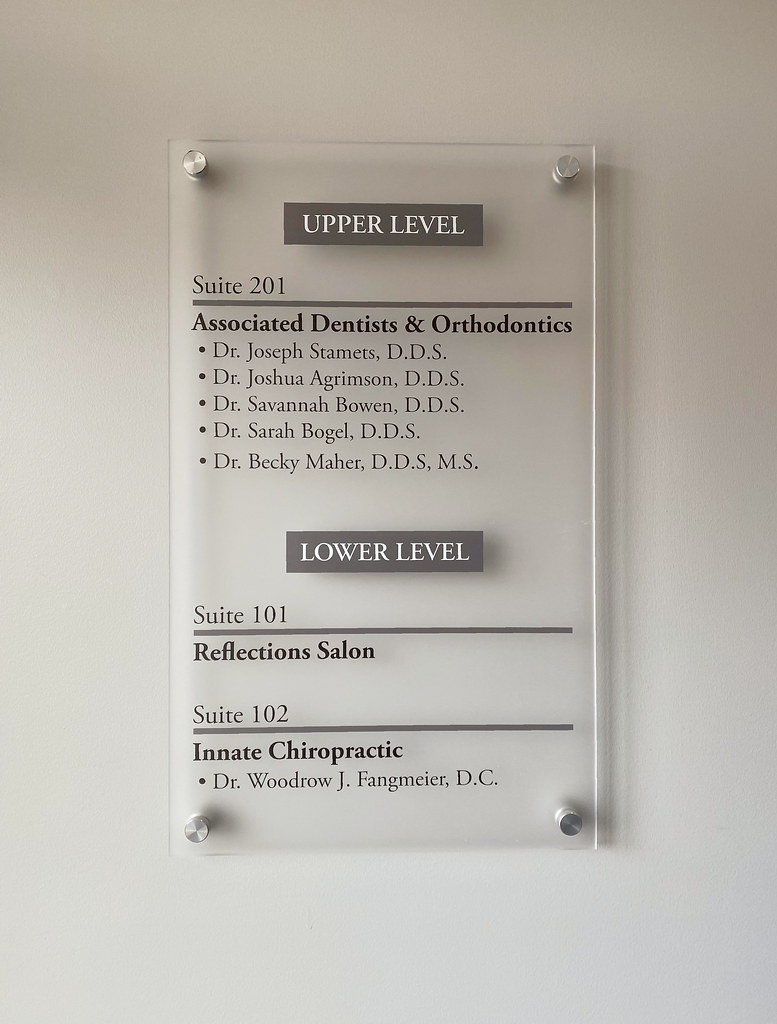 UPPER LEVEL
Suite 201
Associated Dentists & Orthodontics
• Dr. Joseph Stamets, D.D.S.
• Dr. Joshua Agrimson, D.D.S.
• Dr. Savannah Bowen, D.D.S.
• Dr. Sarah Bogel, D.D.S.
• Dr. Becky Maher, D.D.S, M.S.
LOWER LEVEL
Suite 101
Reflections Salon
Suite 102
Innate Chiropractic
• Dr. Woodrow J. Fangmeier, D.C.